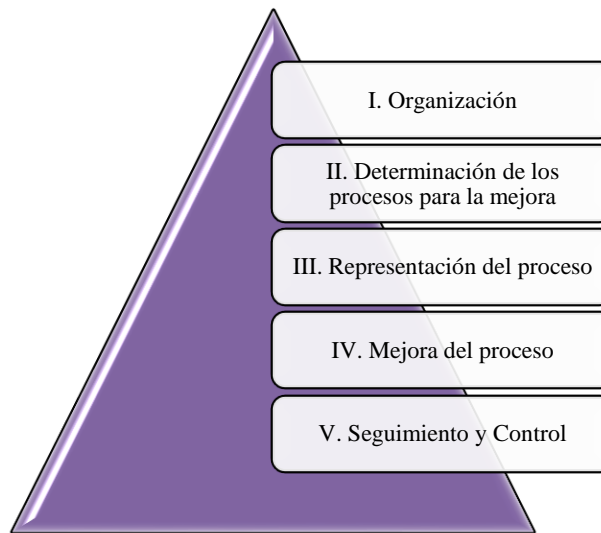 I. Organización
II. Determinación de los
procesos para la mejora
III. Representación del proceso
IV. Mejora del proceso
V. Seguimiento y Control